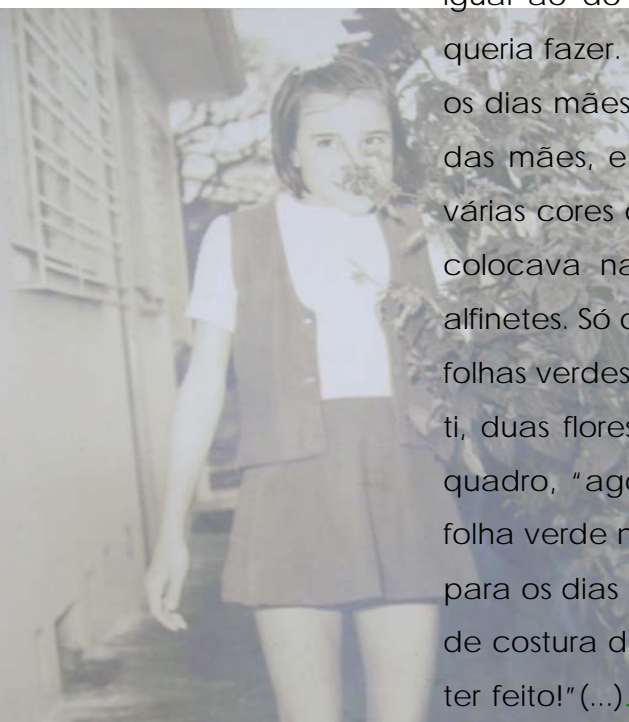 igual ao do
queria fazer.
os dias mães
das mães, e
várias cores
colocava na
alfinetes. Só
folhas verdes
ti, duas flores
quadro, "ago
folha verde
para os dias
de costura d
ter feito!"(...)